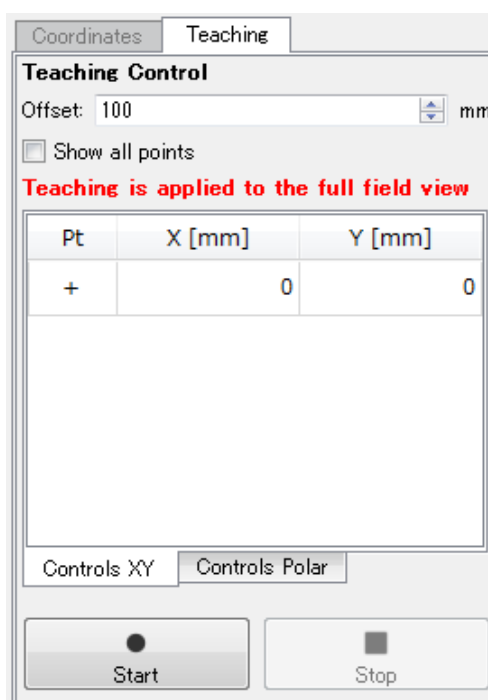 Coordinates Teaching
Teaching Control
Offset: 100 mm
Show all points
Teaching is applied to the full field view
Pt X [mm] Y [mm]
+ 0 0
Controls XY Controls Polar
Start Stop